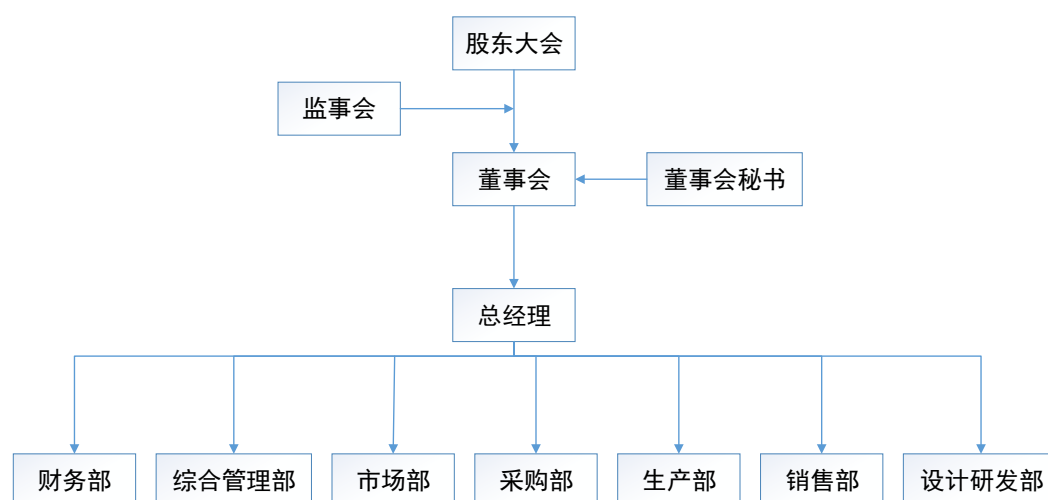 股东大会
监事会
董事会
董事会秘书
总经理
财务部
综合管理部
市场部
采购部
生产部
销售部
设计研发部